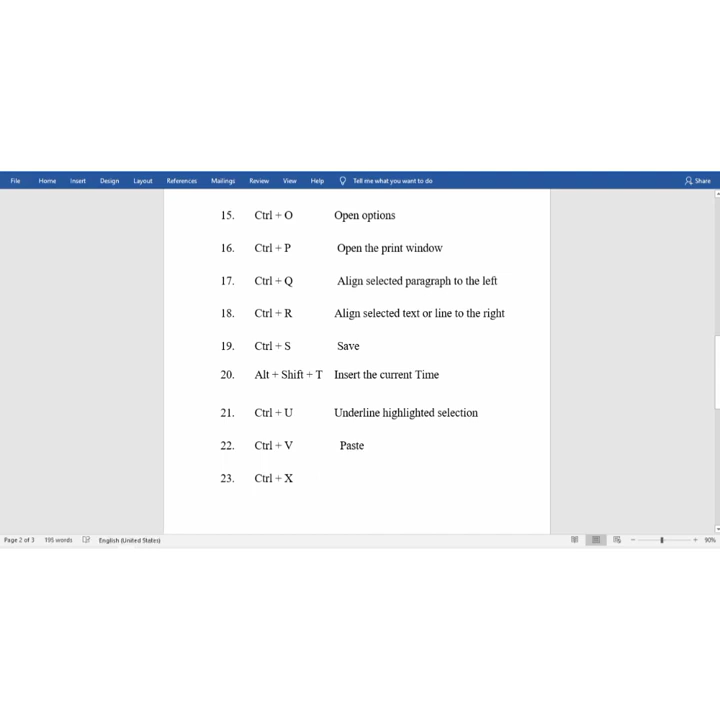 File Home Insert Design Layout References Mailings Review View Help Tell me what you want to do Share
15. Ctrl + O Open options
16. Ctrl + P Open the print window
17. Ctrl + Q Align selected paragraph to the left
18. Ctrl + R Align selected text or line to the right
19. Ctrl + S Save
20. Alt + Shift + T Insert the current Time
21. Ctrl + U Underline highlighted selection
22. Ctrl + V Paste
23. Ctrl + X
Page 2 of 3 195 words English (United States) 90%